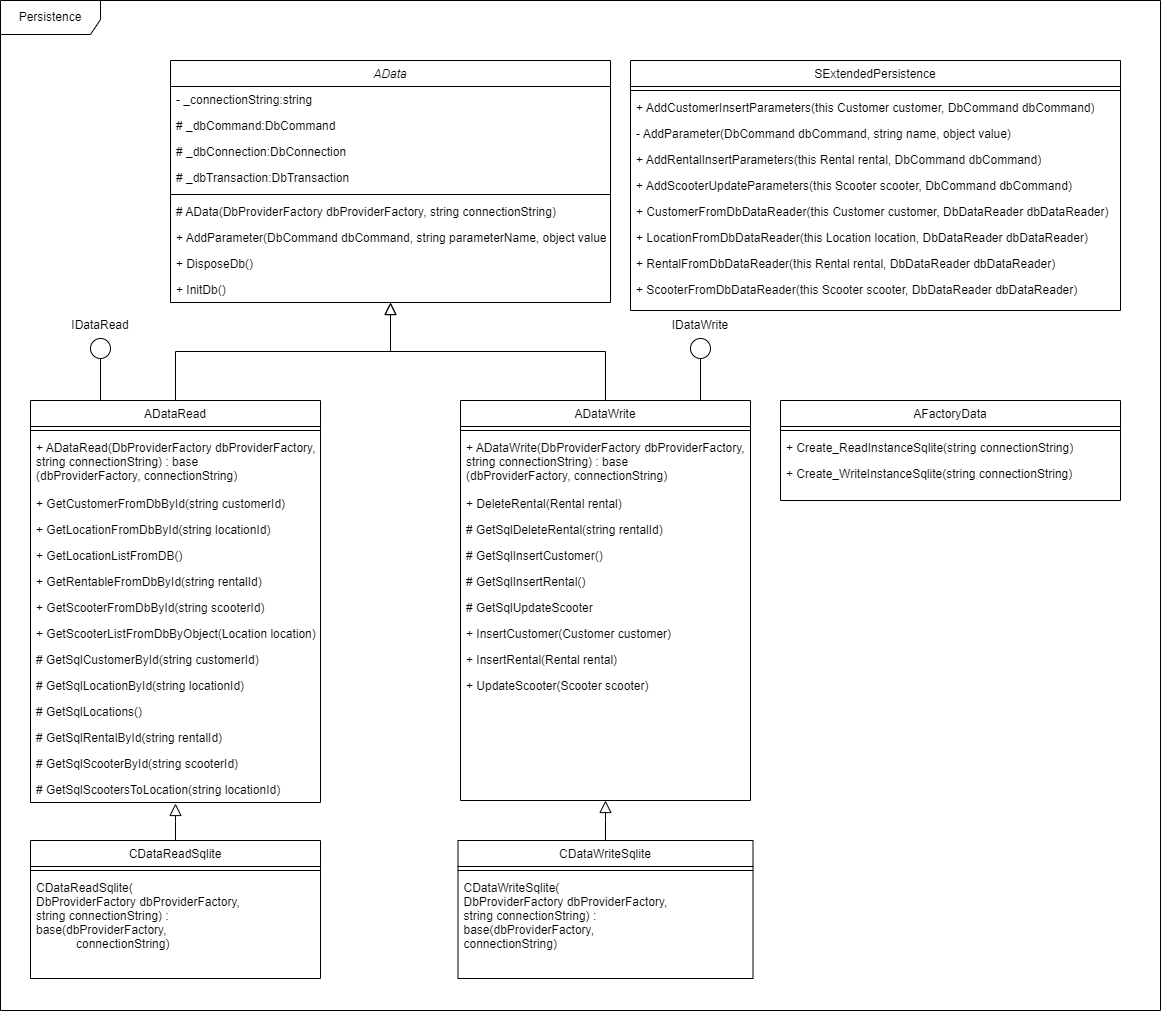 Persistence
AData
- _connectionString:string
# _dbCommand:DbCommand
# _dbConnection:DbConnection
# _dbTransaction:DbTransaction
# AData(DbProviderFactory dbProviderFactory, string connectionString)
+ AddParameter(DbCommand dbCommand, string parameterName, object value
+ DisposeDb()
+ InitDb()
SExtendedPersistence
+ AddCustomerInsertParameters(this Customer customer, DbCommand dbCommand)
- AddParameter(DbCommand dbCommand, string name, object value)
+ AddRentalInsertParameters(this Rental rental, DbCommand dbCommand)
+ AddScooterUpdateParameters(this Scooter scooter, DbCommand dbCommand)
+ CustomerFromDbDataReader(this Customer customer, DbDataReader dbDataReader)
+ LocationFromDbDataReader(this Location location, DbDataReader dbDataReader)
+ RentalFromDbDataReader(this Rental rental, DbDataReader dbDataReader)
+ ScooterFromDbDataReader(this Scooter scooter, DbDataReader dbDataReader)
IDataRead
IDataWrite
ADataRead
+ ADataRead(DbProviderFactory dbProviderFactory,
string connectionString) : base
(dbProviderFactory, connectionString)
+ GetCustomerFromDbById(string customerId)
+ GetLocationFromDbById(string locationId)
+ GetLocationListFromDB()
+ GetRentableFromDbById(string rentalId)
+ GetScooterFromDbById(string scooterId)
+ GetScooterListFromDbByObject(Location location)
# GetSqlCustomerById(string customerId)
# GetSqlLocationById(string locationId)
# GetSqlLocations()
# GetSqlRentalById(string rentalId)
# GetSqlScooterById(string scooterId)
# GetSqlScootersToLocation(string locationId)
ADataWrite
+ ADataWrite(DbProviderFactory dbProviderFactory,
string connectionString) : base
(dbProviderFactory, connectionString)
+ DeleteRental(Rental rental)
# GetSqlDeleteRental(string rentalId)
# GetSqlInsertCustomer()
# GetSqlInsertRental()
# GetSqlUpdateScooter
+ InsertCustomer(Customer customer)
+ InsertRental(Rental rental)
+ UpdateScooter(Scooter scooter)
AFactoryData
+ Create_ReadInstanceSqlite(string connectionString)
+ Create_WriteInstanceSqlite(string connectionString)
CDataReadSqlite
CDataReadSqlite(
DbProviderFactory dbProviderFactory,
string connectionString) :
base(dbProviderFactory,
connectionString)
CDataWriteSqlite
CDataWriteSqlite(
DbProviderFactory dbProviderFactory,
string connectionString) :
base(dbProviderFactory,
connectionString)